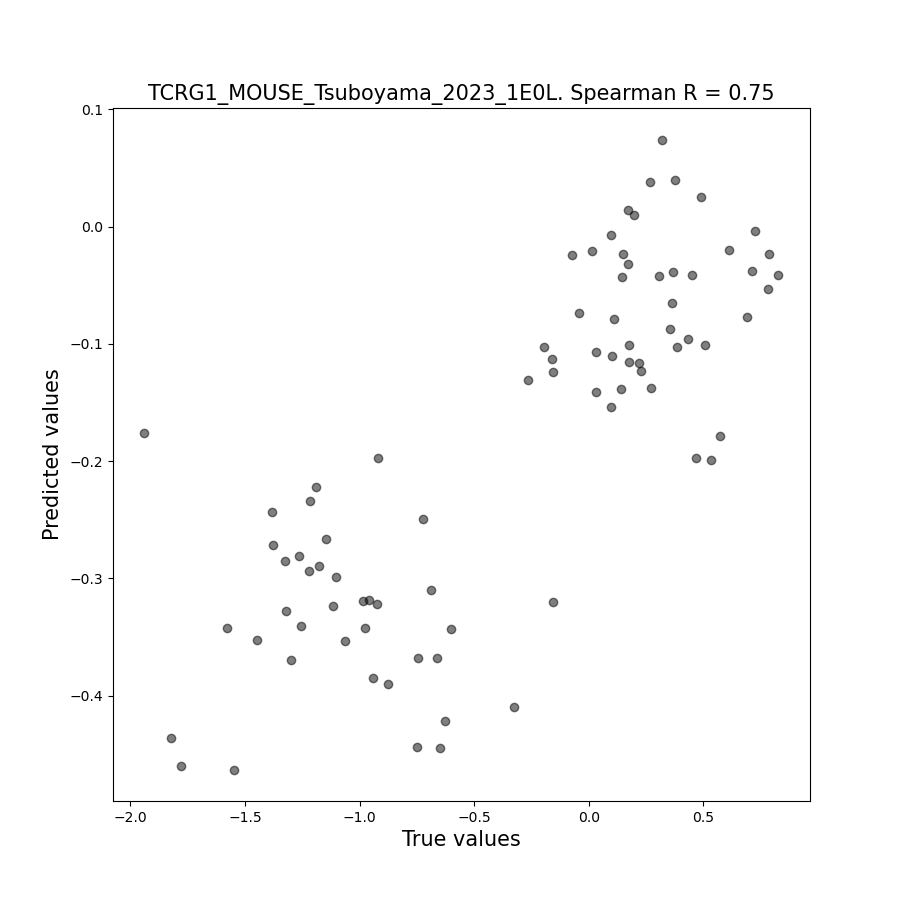 TCRG1_MOUSE_Tsuboyama_2023_1E0L. Spearman R = 0.75
0.1
0.0
−0.1
−0.2
−0.3
−0.4
Predicted values
−2.0 −1.5 −1.0 −0.5 0.0 0.5
True values